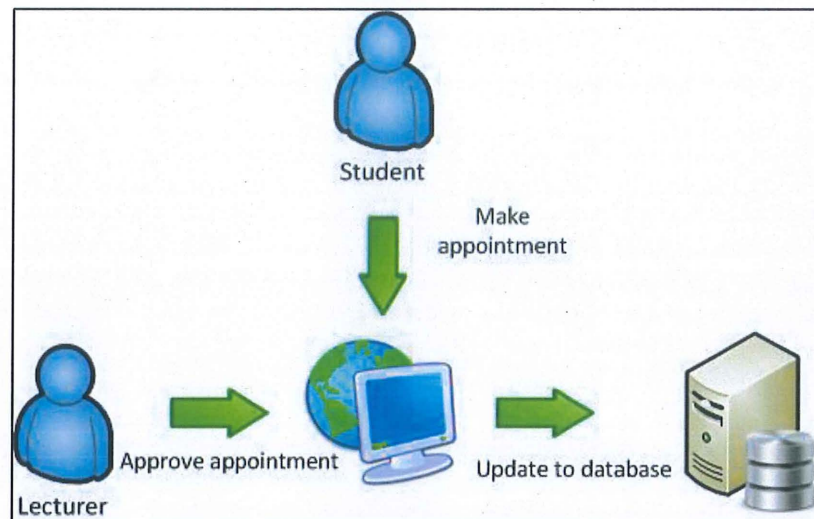 Student
Make
appointment
Approve appointment
Update to database
Lecturer